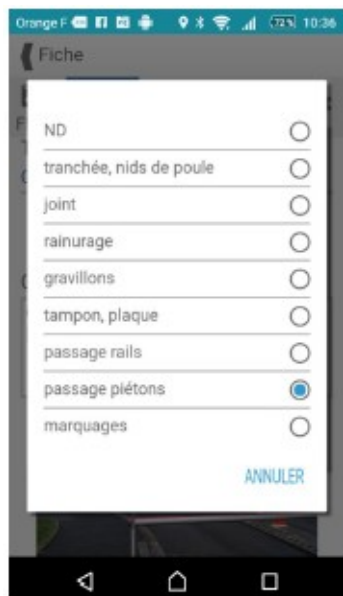 Orange F 72% 10:36
Fiche
ND
tranchée, nids de poule
joint
rainurage
gravillons
tampon, plaque
passage rails
passage piétons
marquages
ANNULER